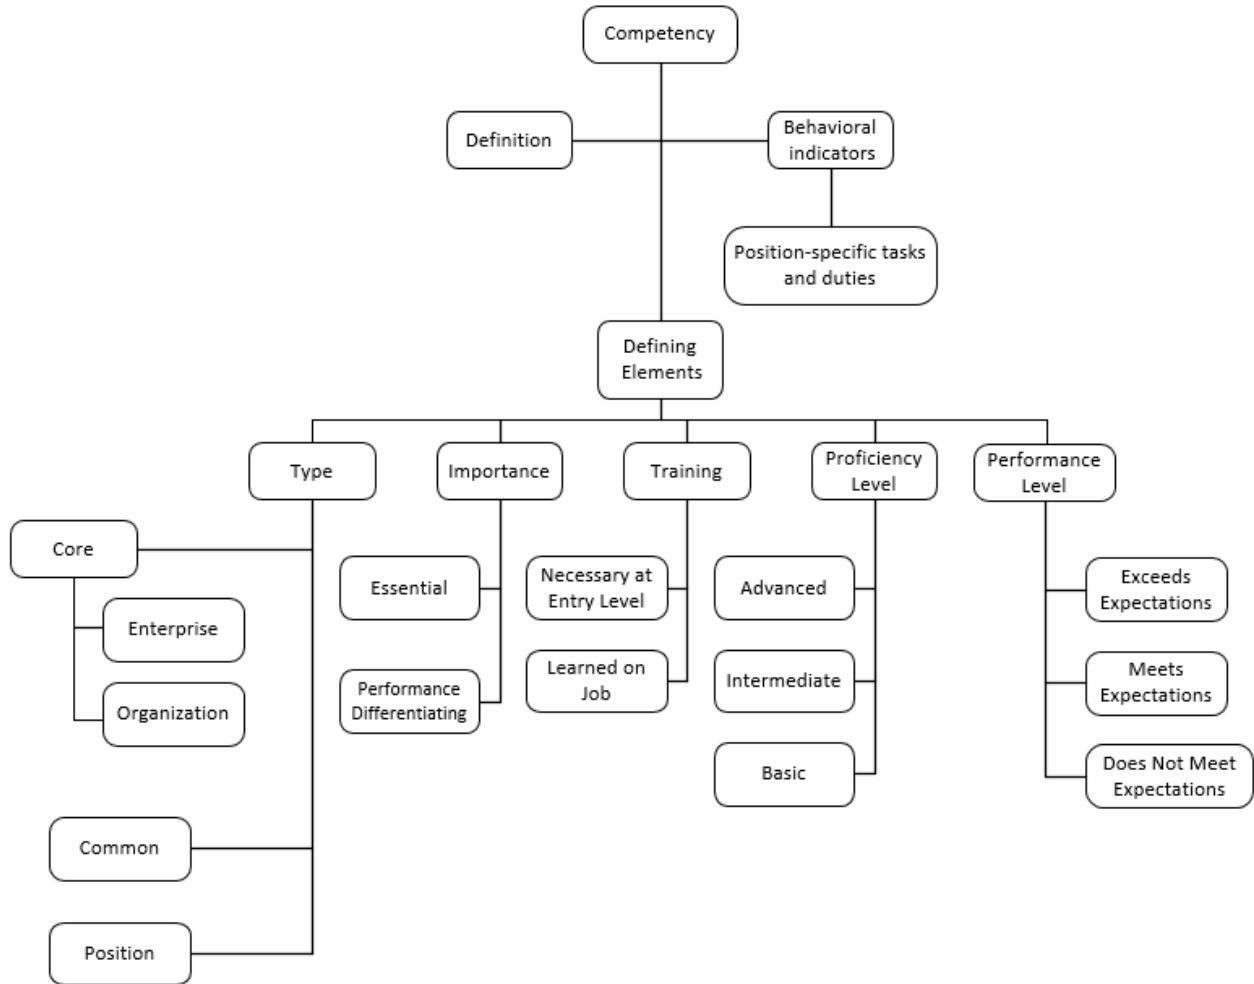 Competency
Definition
Behavioral
indicators
Position-specific tasks
and duties
Defining
Elements
Type
Importance
Training
Proficiency
Level
Performance
Level
Core
Enterprise
Organization
Common
Position
Essential
Performance
Differentiating
Necessary at
Entry Level
Learned on
Job
Advanced
Intermediate
Basic
Exceeds
Expectations
Meets
Expectations
Does Not Meet
Expectations